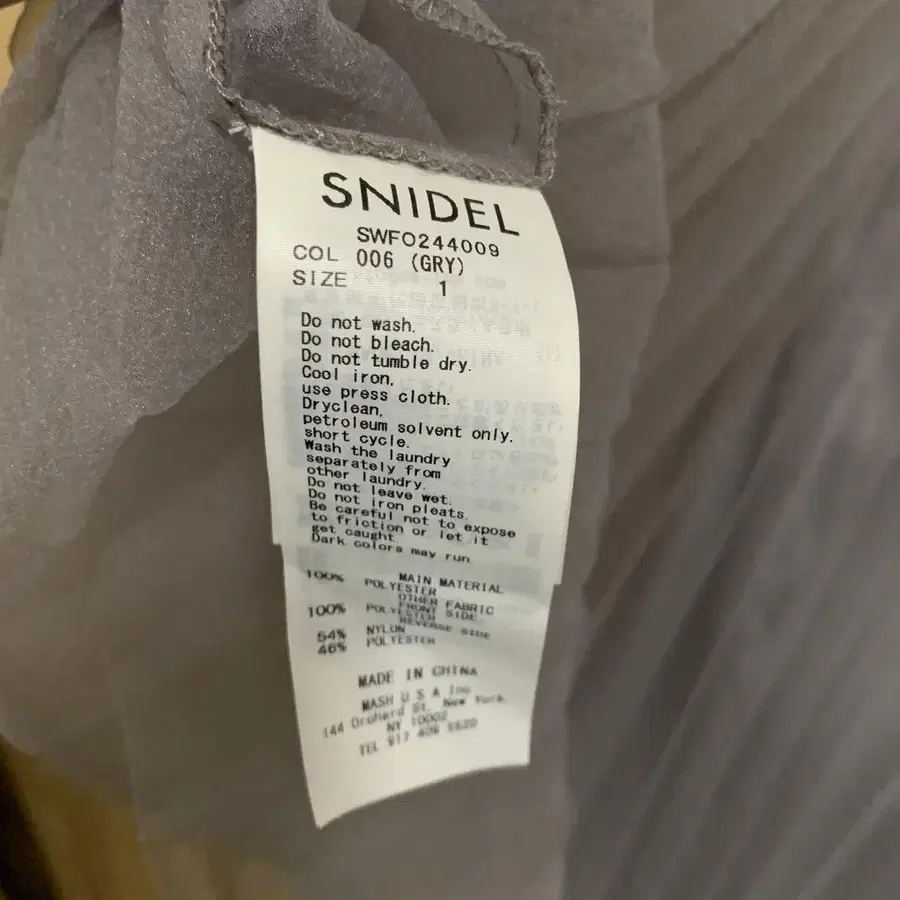 SNIDEL
SWFO244009
COL 006 (GRY)
SIZE 1
Do not wash.
Do not bleach.
Do not tumble dry.
Cool iron,
use press cloth.
Dryclean,
petroleum solvent only.
short cycle.
Wash the laundry
separately from
other laundry.
Do not leave wet.
Do not iron pleats.
Be careful not to expose
to friction or let it
get caught.
Dark colors may run
MAIN MATERIAL
100% POLYESTER
OTHER FABRIC
FRONT SIDE
100% POLYESTER
REVERSE SIDE
54% NYLON
46% POLYESTER
MADE IN CHINA
MASH U S A Inc
144 Orchard St. New York.
NY 10002
TEL